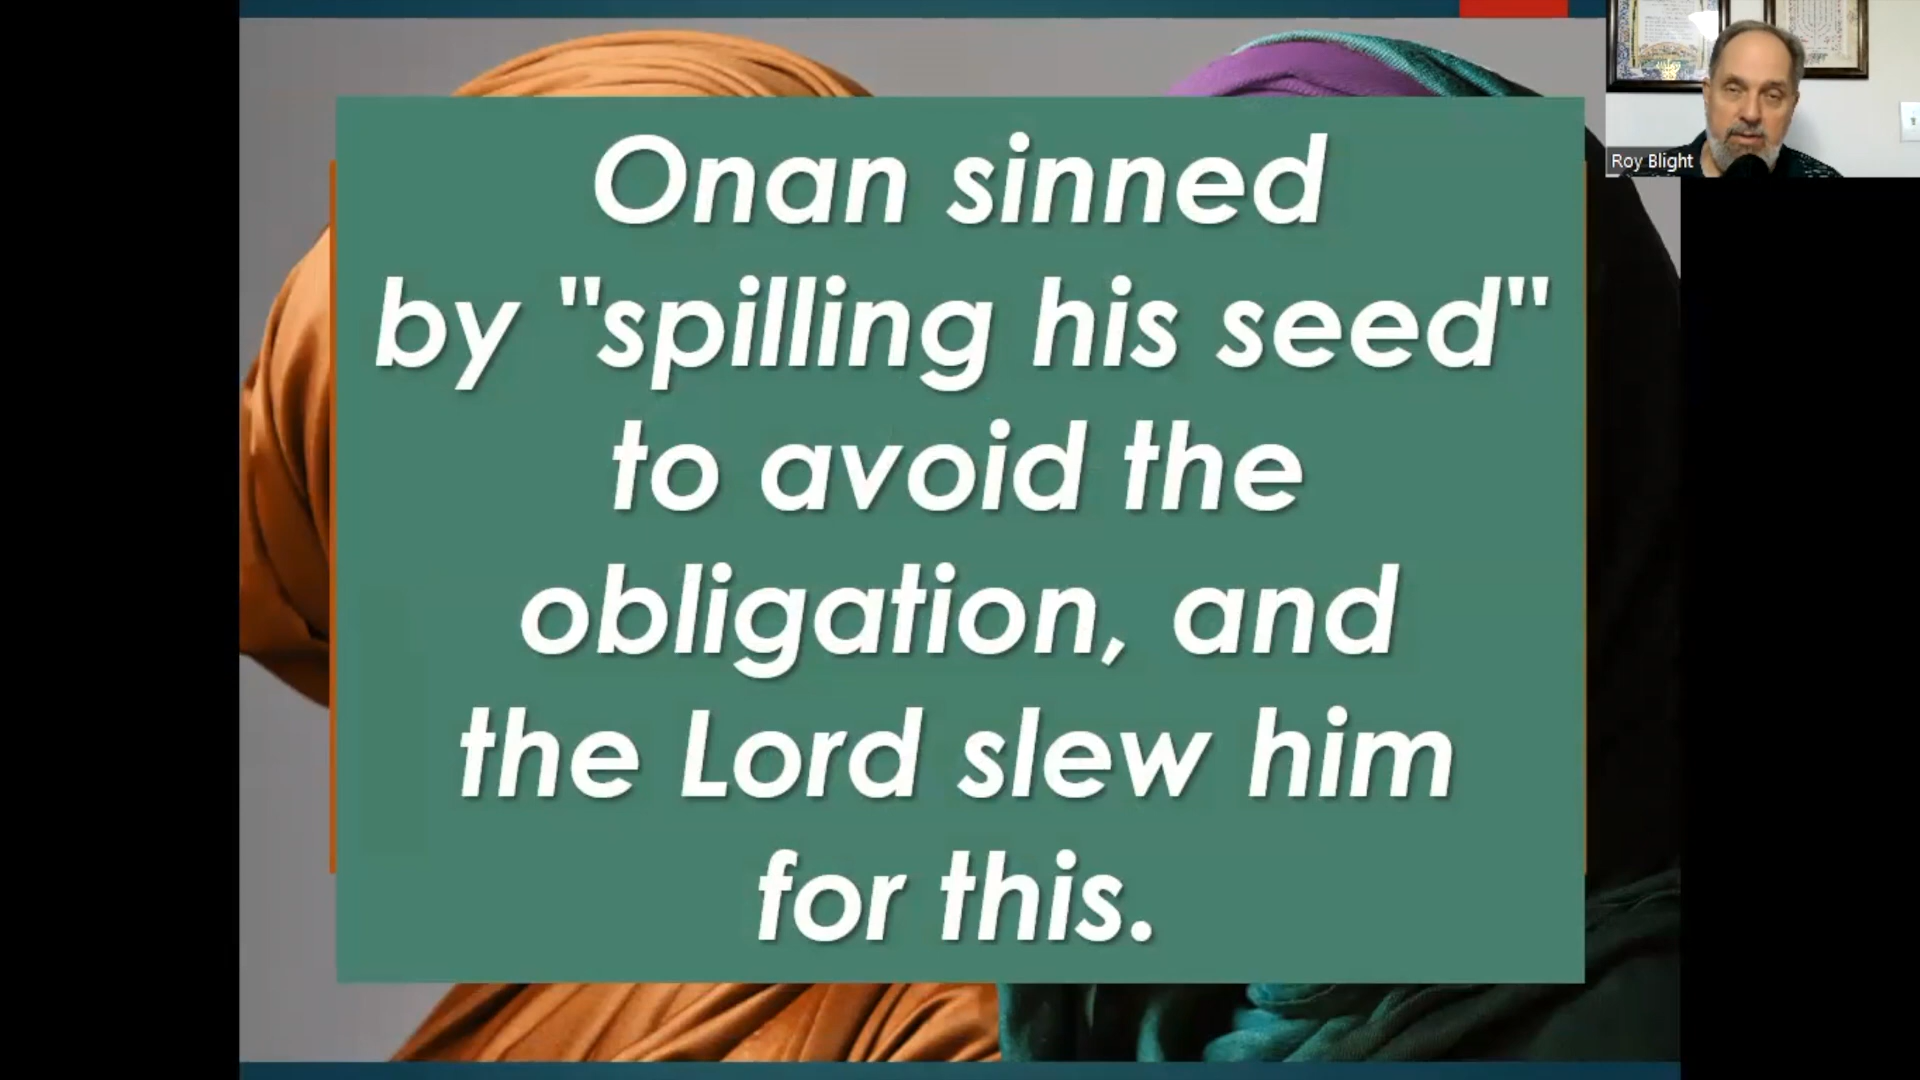 Onan sinned
by "spilling his seed"
to avoid the
obligation, and
the Lord slew him
for this.
Roy Blight